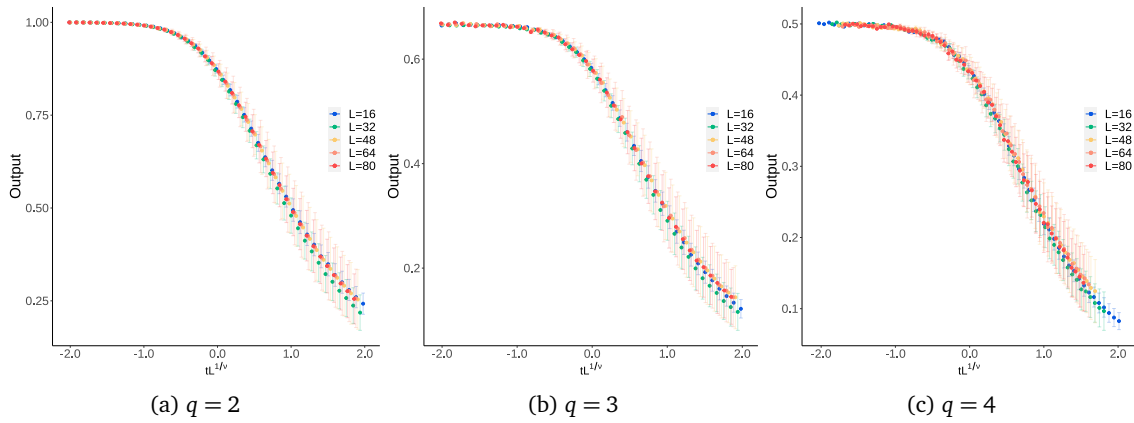 1.00
0.75
0.50
0.25
Output
-2.0 -1.0 0.0 1.0 2.0
tL^{1/ν}
L=16
L=32
L=48
L=64
L=80
(a) q = 2
0.6
0.4
0.2
Output
-2.0 -1.0 0.0 1.0 2.0
tL^{1/ν}
L=16
L=32
L=48
L=64
L=80
(b) q = 3
0.5
0.4
0.3
0.2
0.1
Output
-2.0 -1.0 0.0 1.0 2.0
tL^{1/ν}
L=16
L=32
L=48
L=64
L=80
(c) q = 4